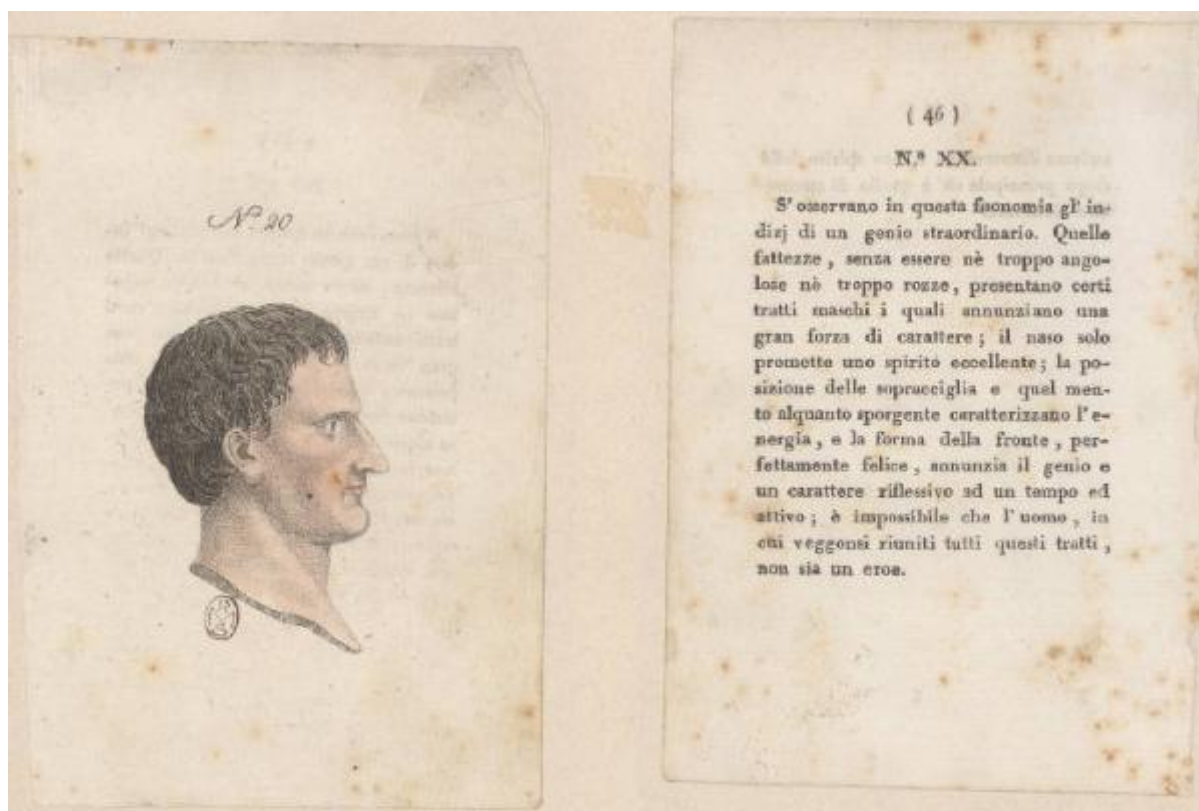 Nº 20
( 46 )
N.º XX.
S' osservano in questa fisonomia gl' in-
dizj di un genio straordinario. Quelle
fattezze, senza essere nè troppo ango-
lose nè troppo rozze, presentano certi
tratti maschi i quali annunziano una
gran forza di carattere; il naso solo
promette uno spirito eccellente; la po-
sizione delle sopracciglia e quel men-
to alquanto sporgente caratterizzano l' e-
nergia, e la forma della fronte, per-
fettamente felice, annunzia il genio e
un carattere riflessivo ad un tempo ed
attivo; è impossibile che l' uomo, in
cui veggonsi riuniti tutti questi tratti,
non sia un eroe.